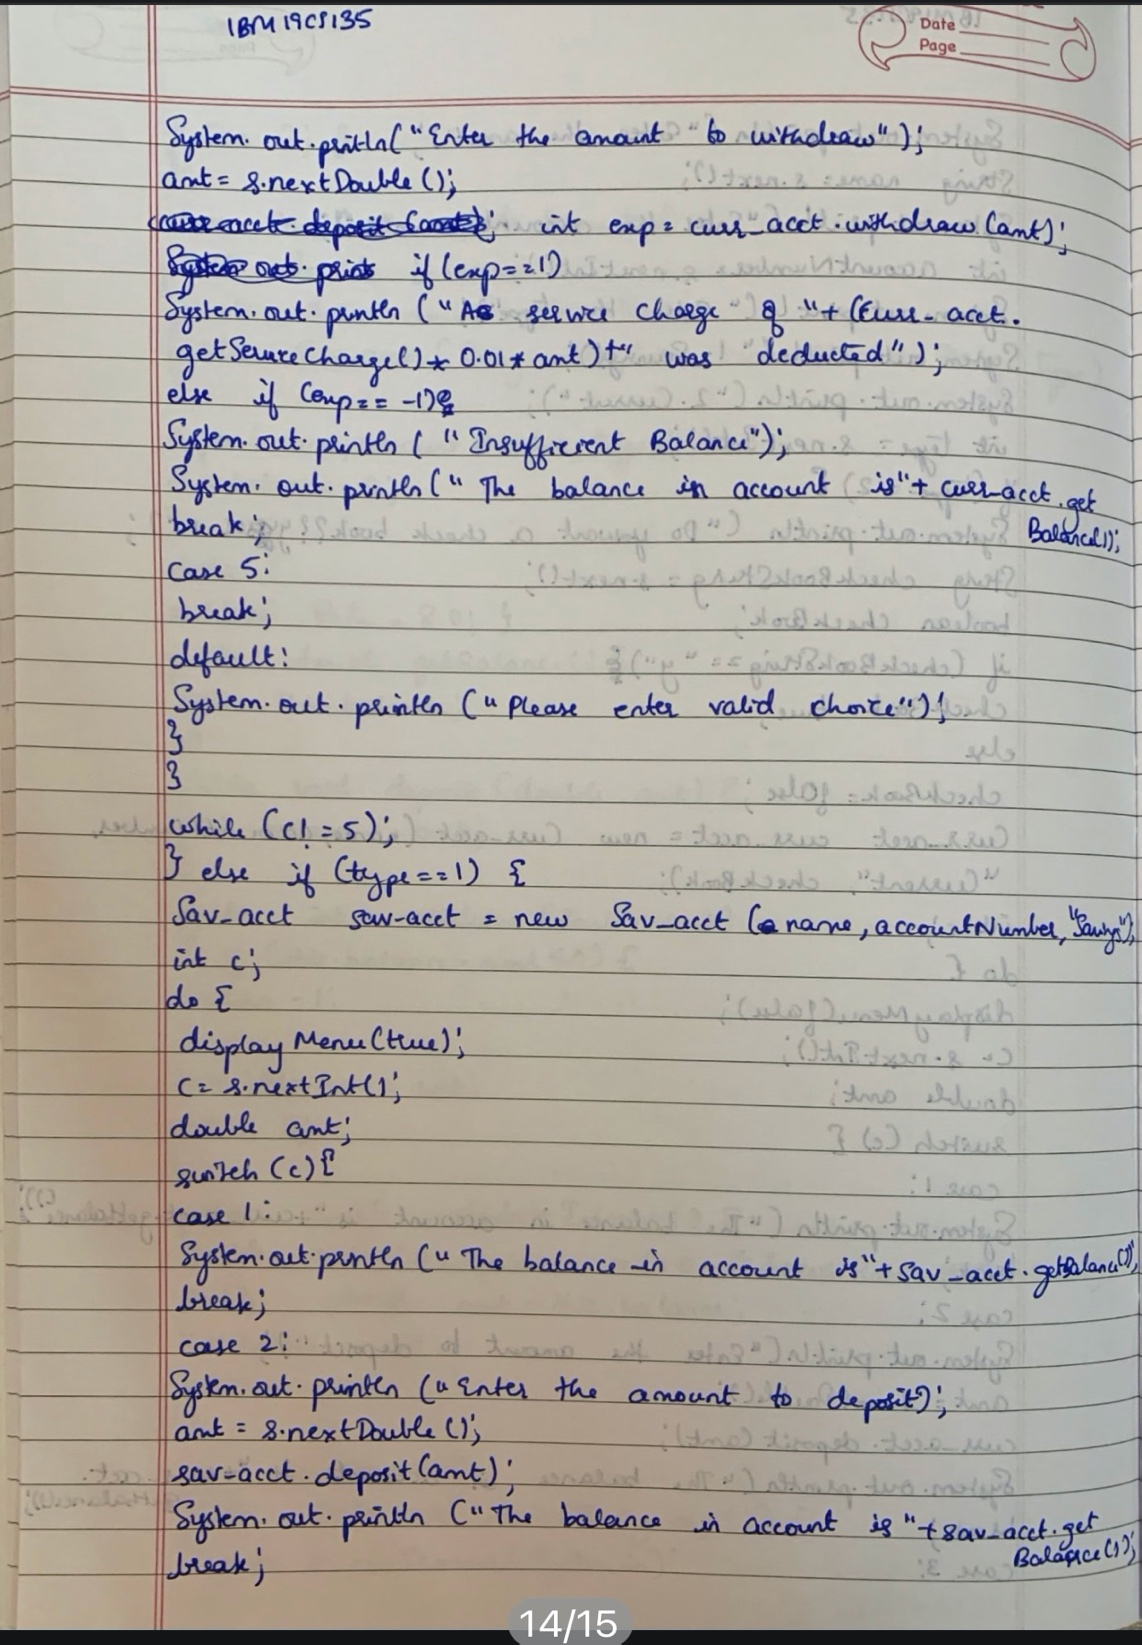 1BM19CS135
Date
Page
System.out.println("Enter the amount to withdraw");
amt= s.nextDouble();
int exp= curr_acct.withdraw(amt);
if(exp==1)
System.out.println ("A service charge of "+ (curr_acct.
getServiceCharge()* 0.01* amt)+" was deducted");
else if (exp== -1)
System.out.println ( "Insufficient Balance");
System.out.println (" The balance in account is"+ curr_acct.get
Balance());
break;
case 5:
break;
default:
System.out.println ("Please enter valid choice");
}
}
while (c! =5);
} else if (type==1) {
Sav_acct sav-acct = new Sav_acct (name, accountNumber, "Savings");
int c;
do {
displayMenu(true);
c= s.nextInt();
double amt;
switch (c){
case 1:
System.out.println (" The balance in account is"+sav_acct.getBalance());
break;
case 2:
System.out.println ("Enter the amount to deposit");
amt = s.nextDouble();
sav-acct.deposit(amt);
System.out.println ("The balance in account is "+sav_acct.get
Balance());
break;
14/15